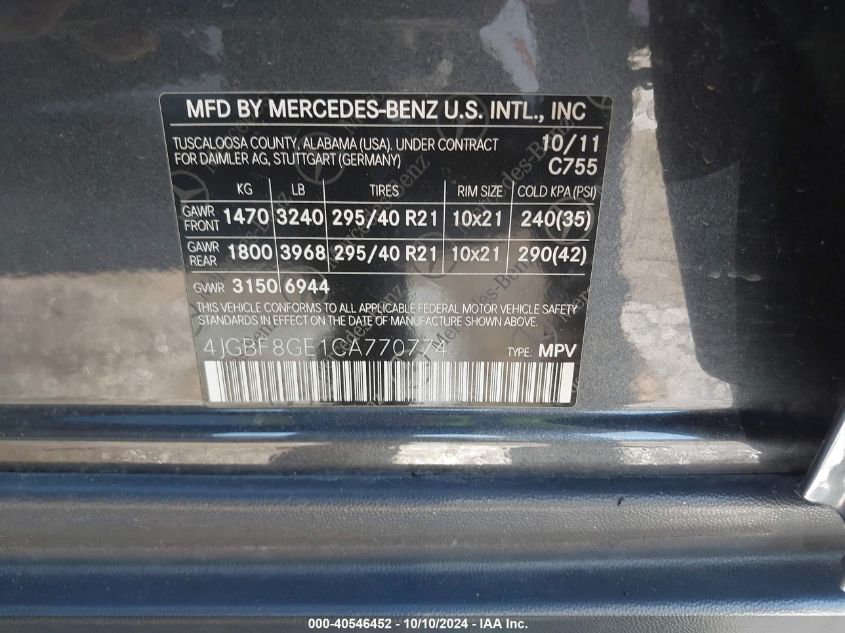 MFD BY MERCEDES-BENZ U.S. INTL., INC
TUSCALOOSA COUNTY, ALABAMA (USA). UNDER CONTRACT 10/11
FOR DAIMLER AG, STUTTGART (GERMANY) C755
KG LB TIRES RIM SIZE COLD KPA (PSI)
GAWR FRONT 1470 3240 295/40 R21 10x21 240(35)
GAWR REAR 1800 3968 295/40 R21 10x21 290(42)
GVWR 3150 6944
THIS VEHICLE CONFORMS TO ALL APPLICABLE FEDERAL MOTOR VEHICLE SAFETY
STANDARDS IN EFFECT ON THE DATE OF MANUFACTURE SHOWN ABOVE.
4JGBF8GE1CA770774 TYPE: MPV
000-40546452 - 10/10/2024 - © IAA Inc.